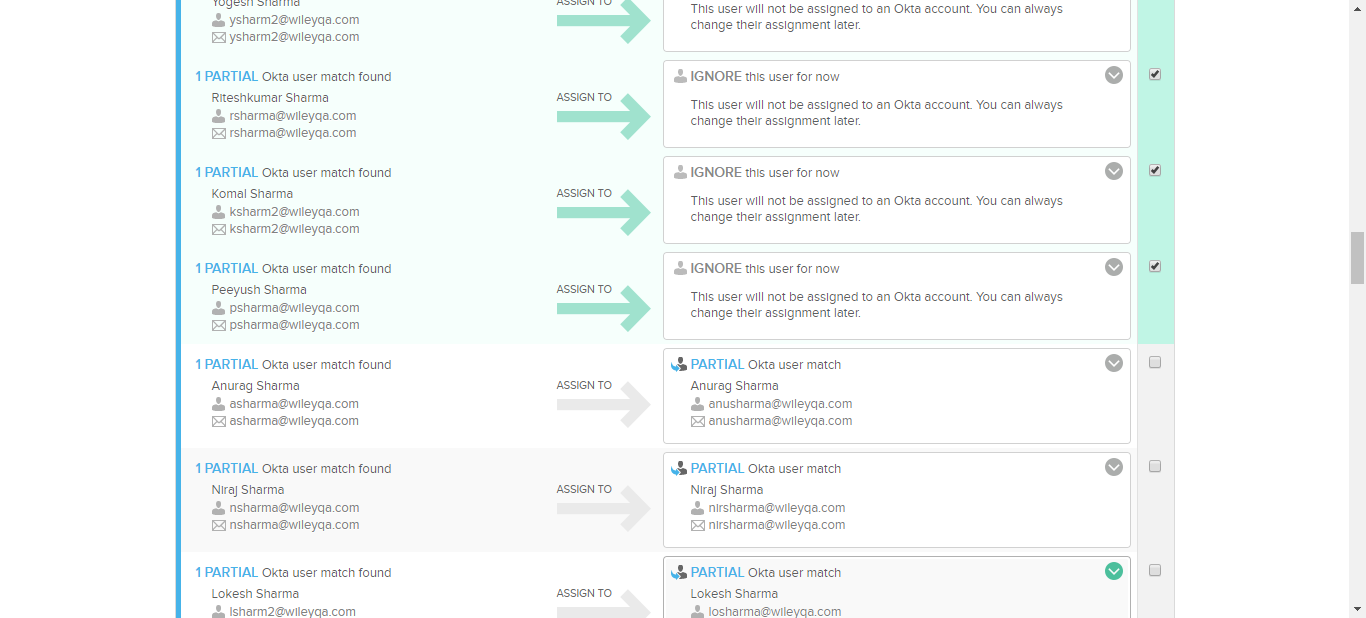 Yogesh Sharma
ysharm2@wileyqa.com
ysharm2@wileyqa.com
ASSIGN TO
This user will not be assigned to an Okta account. You can always
change their assignment later.
1 PARTIAL Okta user match found
Riteshkumar Sharma
rsharma@wileyqa.com
rsharma@wileyqa.com
ASSIGN TO
IGNORE this user for now
This user will not be assigned to an Okta account. You can always
change their assignment later.
1 PARTIAL Okta user match found
Komal Sharma
ksharm2@wileyqa.com
ksharm2@wileyqa.com
ASSIGN TO
IGNORE this user for now
This user will not be assigned to an Okta account. You can always
change their assignment later.
1 PARTIAL Okta user match found
Peeyush Sharma
psharma@wileyqa.com
psharma@wileyqa.com
ASSIGN TO
IGNORE this user for now
This user will not be assigned to an Okta account. You can always
change their assignment later.
1 PARTIAL Okta user match found
Anurag Sharma
asharma@wileyqa.com
asharma@wileyqa.com
ASSIGN TO
PARTIAL Okta user match
Anurag Sharma
anusharma@wileyqa.com
anusharma@wileyqa.com
1 PARTIAL Okta user match found
Niraj Sharma
nsharma@wileyqa.com
nsharma@wileyqa.com
ASSIGN TO
PARTIAL Okta user match
Niraj Sharma
nirsharma@wileyqa.com
nirsharma@wileyqa.com
1 PARTIAL Okta user match found
Lokesh Sharma
lsharm2@wileyqa.com
ASSIGN TO
PARTIAL Okta user match
Lokesh Sharma
losharma@wileyqa.com